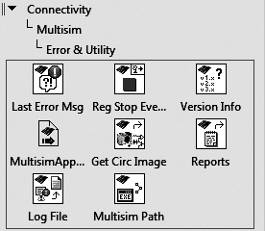 Connectivity
Multisim
Error & Utility
Last Error Msg Reg Stop Eve... Version Info
MultisimApp... Get Circ Image Reports
Log File Multisim Path